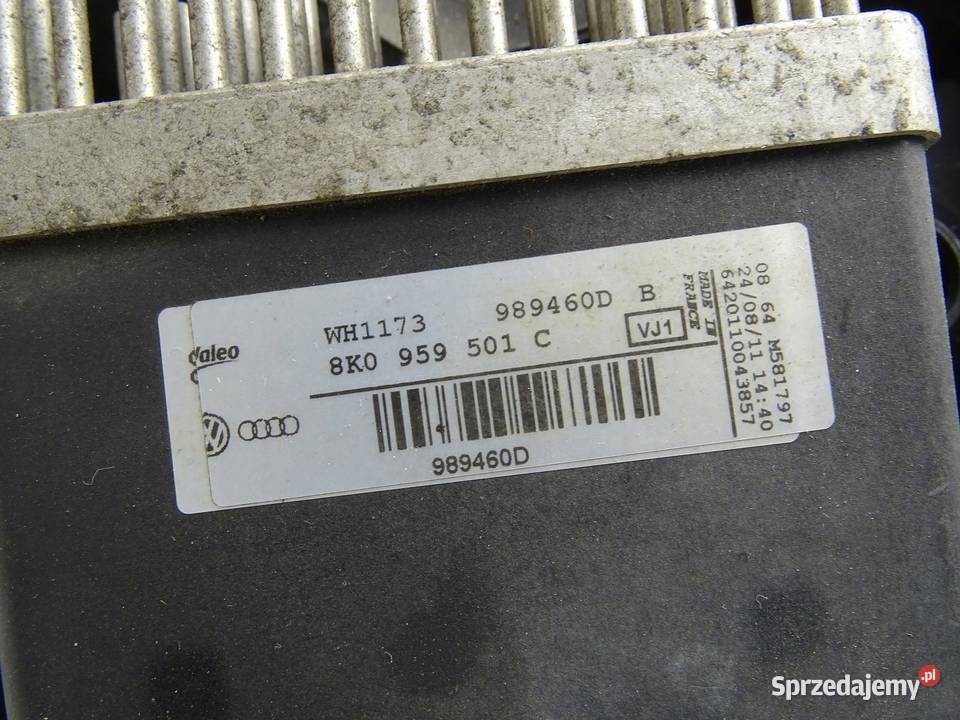 Valeo
WH1173 989460D B
8K0 959 501 C VJ1
MADE IN
FRANCE
989460D
08 64 M581797
24/08/11 14:40
6420110043857
Sprzedajemy.pl